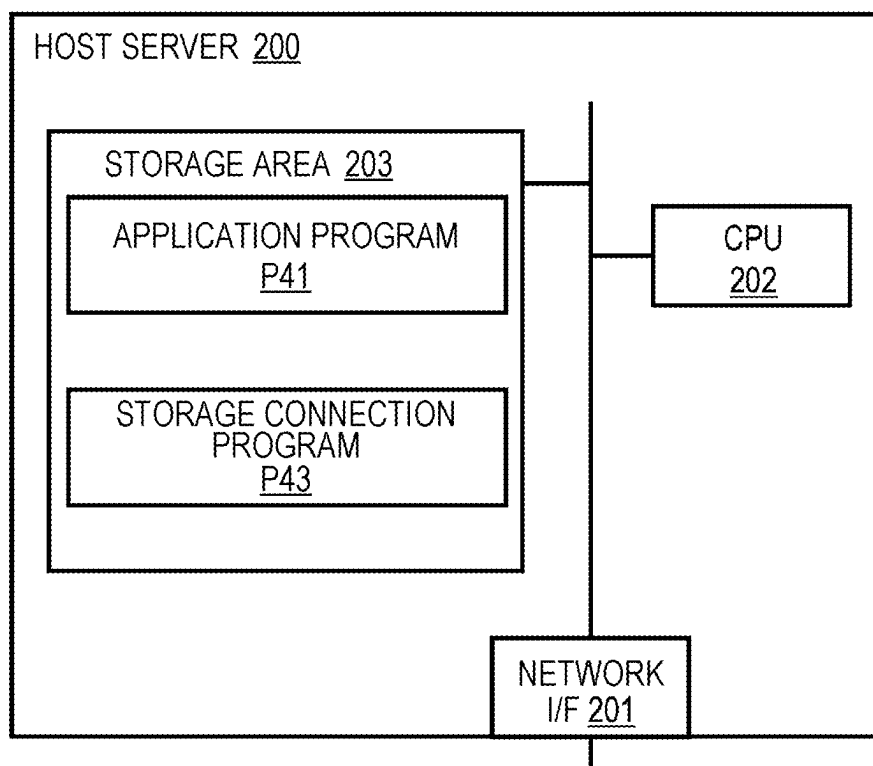 HOST SERVER 200
STORAGE AREA 203
APPLICATION PROGRAM
P41
STORAGE CONNECTION
PROGRAM
P43
CPU
202
NETWORK
I/F 201